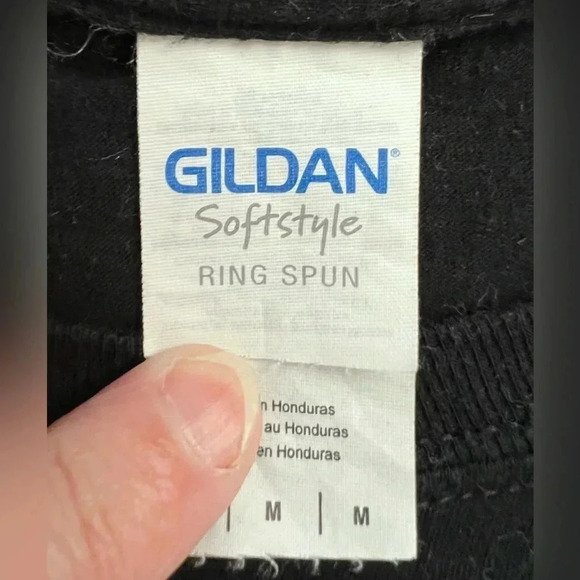 GILDAN®
Softstyle
RING SPUN
n Honduras
au Honduras
en Honduras
| M | M